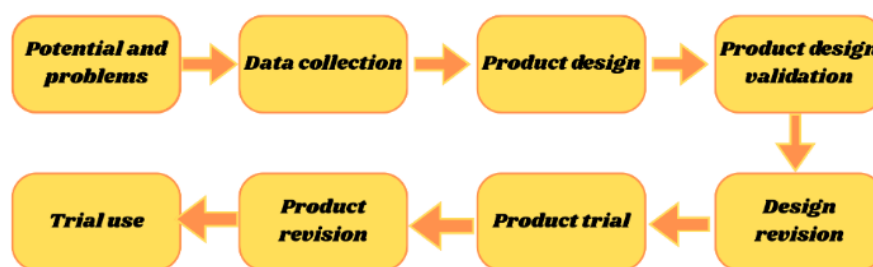 Potential and
problems
Data collection
Product design
Product design
validation
Design
revision
Product trial
Product
revision
Trial use